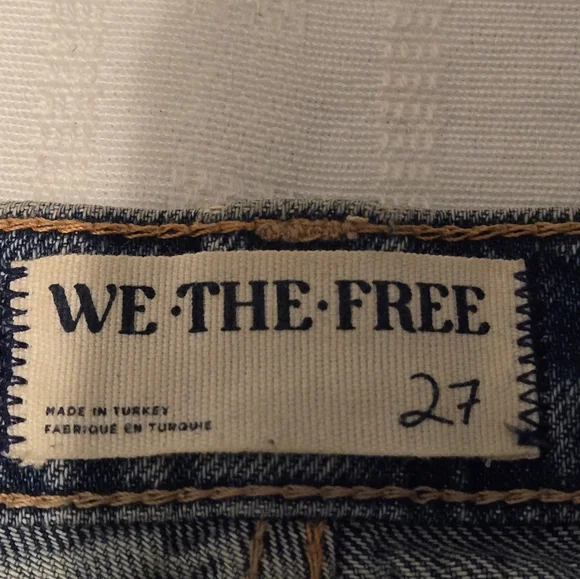 WE·THE·FREE
27
MADE IN TURKEY
FABRIQUÉ EN TURQUIE